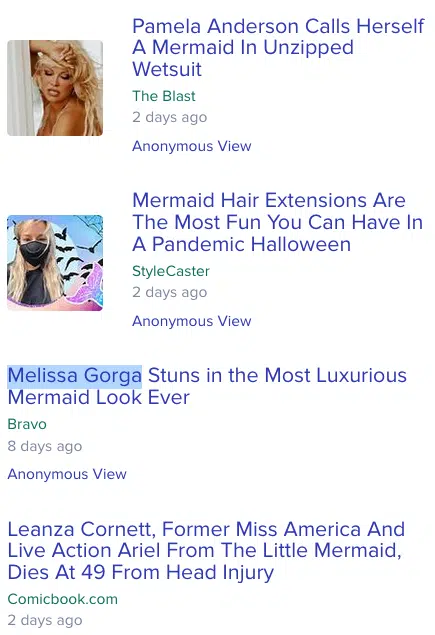 Pamela Anderson Calls Herself
A Mermaid In Unzipped
Wetsuit
The Blast
2 days ago
Anonymous View
Mermaid Hair Extensions Are
The Most Fun You Can Have In
A Pandemic Halloween
StyleCaster
2 days ago
Anonymous View
Melissa Gorga Stuns in the Most Luxurious
Mermaid Look Ever
Bravo
8 days ago
Anonymous View
Leanza Cornett, Former Miss America And
Live Action Ariel From The Little Mermaid,
Dies At 49 From Head Injury
Comicbook.com
2 days ago